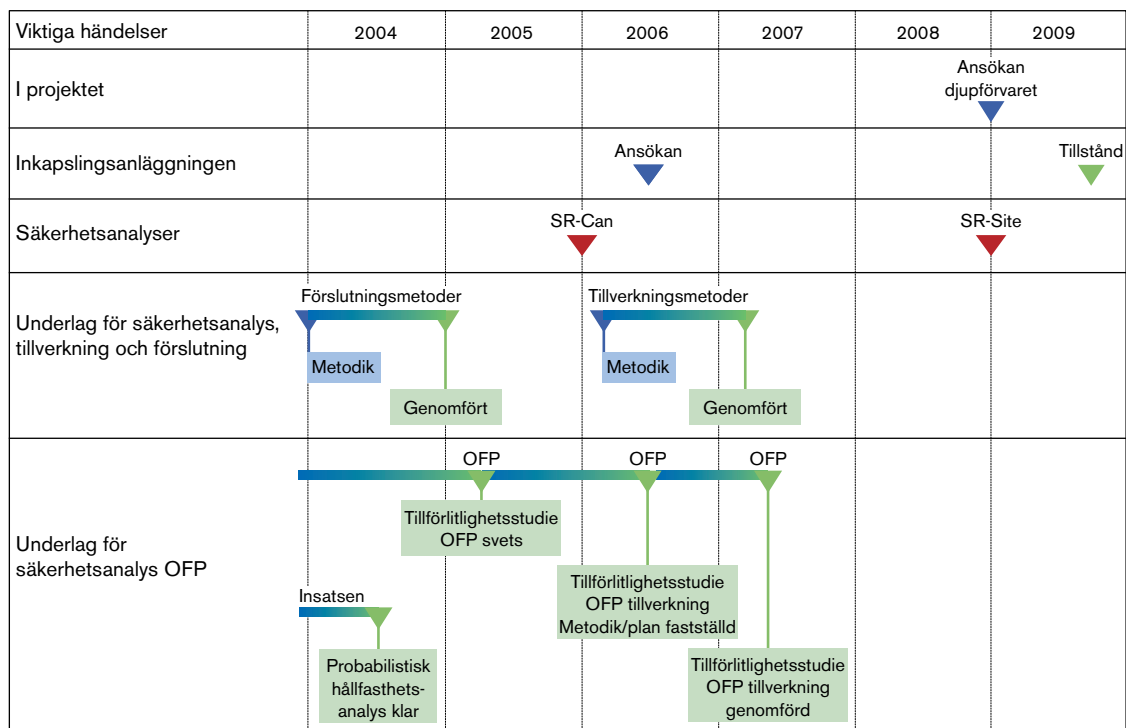 Viktiga händelser
2004
2005
2006
2007
2008
2009
I projektet
Ansökan
djupförvaret
Inkapslingsanläggningen
Ansökan
Tillstånd
Säkerhetsanalyser
SR-Can
SR-Site
Underlag för säkerhetsanalys,
tillverkning och förslutning
Förslutningsmetoder
Metodik
Genomfört
Tillverkningsmetoder
Metodik
Genomfört
Underlag för
säkerhetsanalys OFP
OFP
OFP
OFP
Tillförlitlighetsstudie
OFP svets
Tillförlitlighetsstudie
OFP tillverkning
Metodik/plan fastställd
Tillförlitlighetsstudie
OFP tillverkning
genomförd
Insatsen
Probabilistisk
hållfasthets-
analys klar